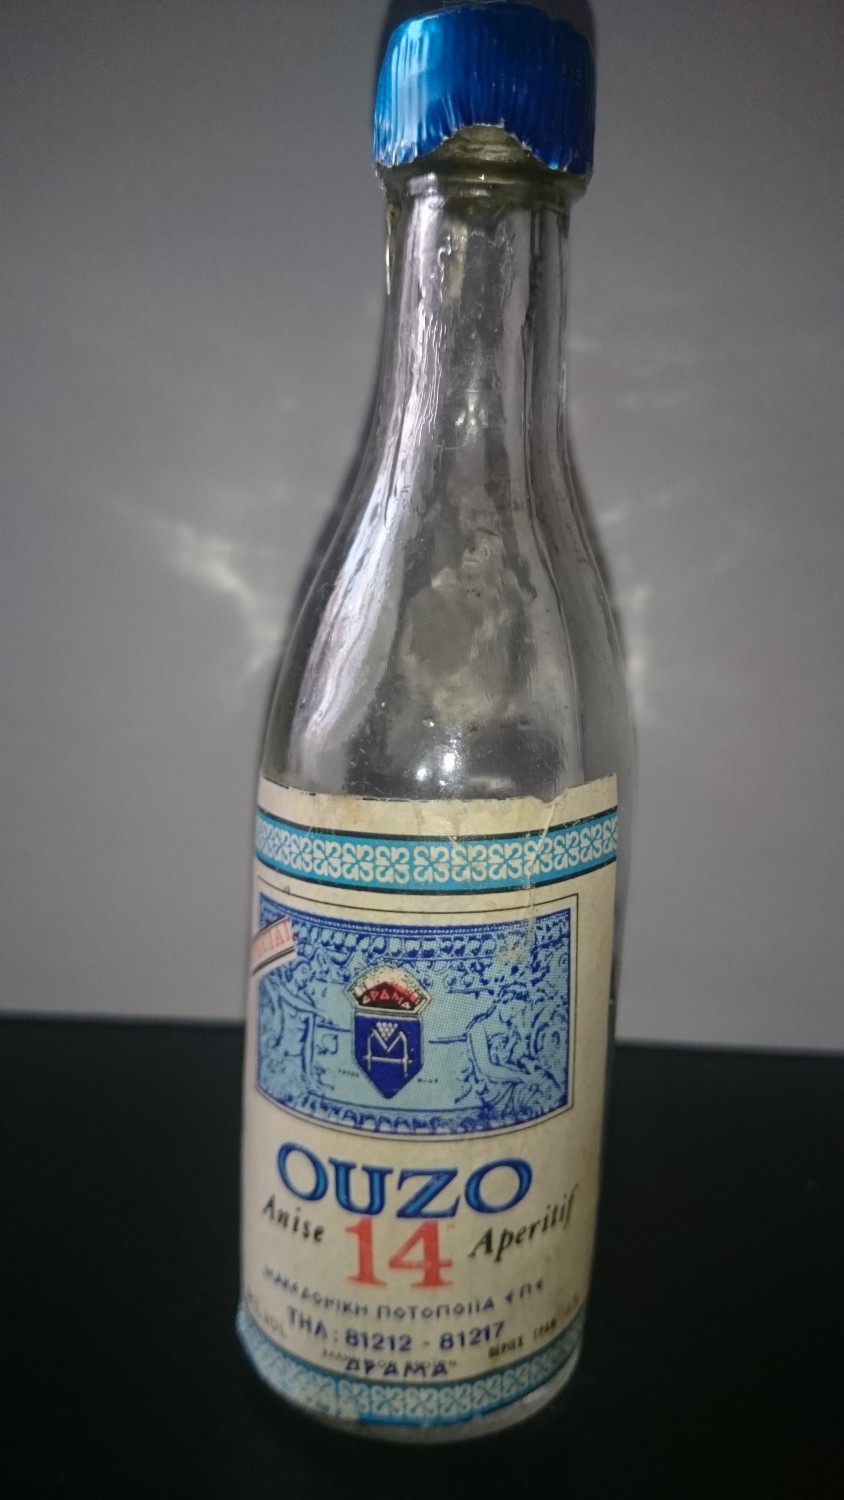 ΔΡΑΜΑ
OUZO
Anise 14 Aperitif
ΜΑΚΕΔΟΝΙΚΗ ΠΟΤΟΠΟΙΙΑ ΕΠΕ
ΤΗΛ: 81212 - 81217
ΔΡΑΜΑ